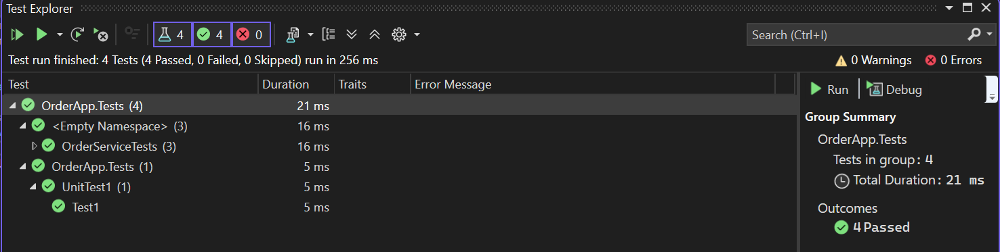 Test Explorer
4 4 0
Search (Ctrl+I)
Test run finished: 4 Tests (4 Passed, 0 Failed, 0 Skipped) run in 256 ms
0 Warnings 0 Errors
Test Duration Traits Error Message
OrderApp.Tests (4) 21 ms
<Empty Namespace> (3) 16 ms
OrderServiceTests (3) 16 ms
OrderApp.Tests (1) 5 ms
UnitTest1 (1) 5 ms
Test1 5 ms
Run Debug
Group Summary
OrderApp.Tests
Tests in group: 4
Total Duration: 21 ms
Outcomes
4 Passed